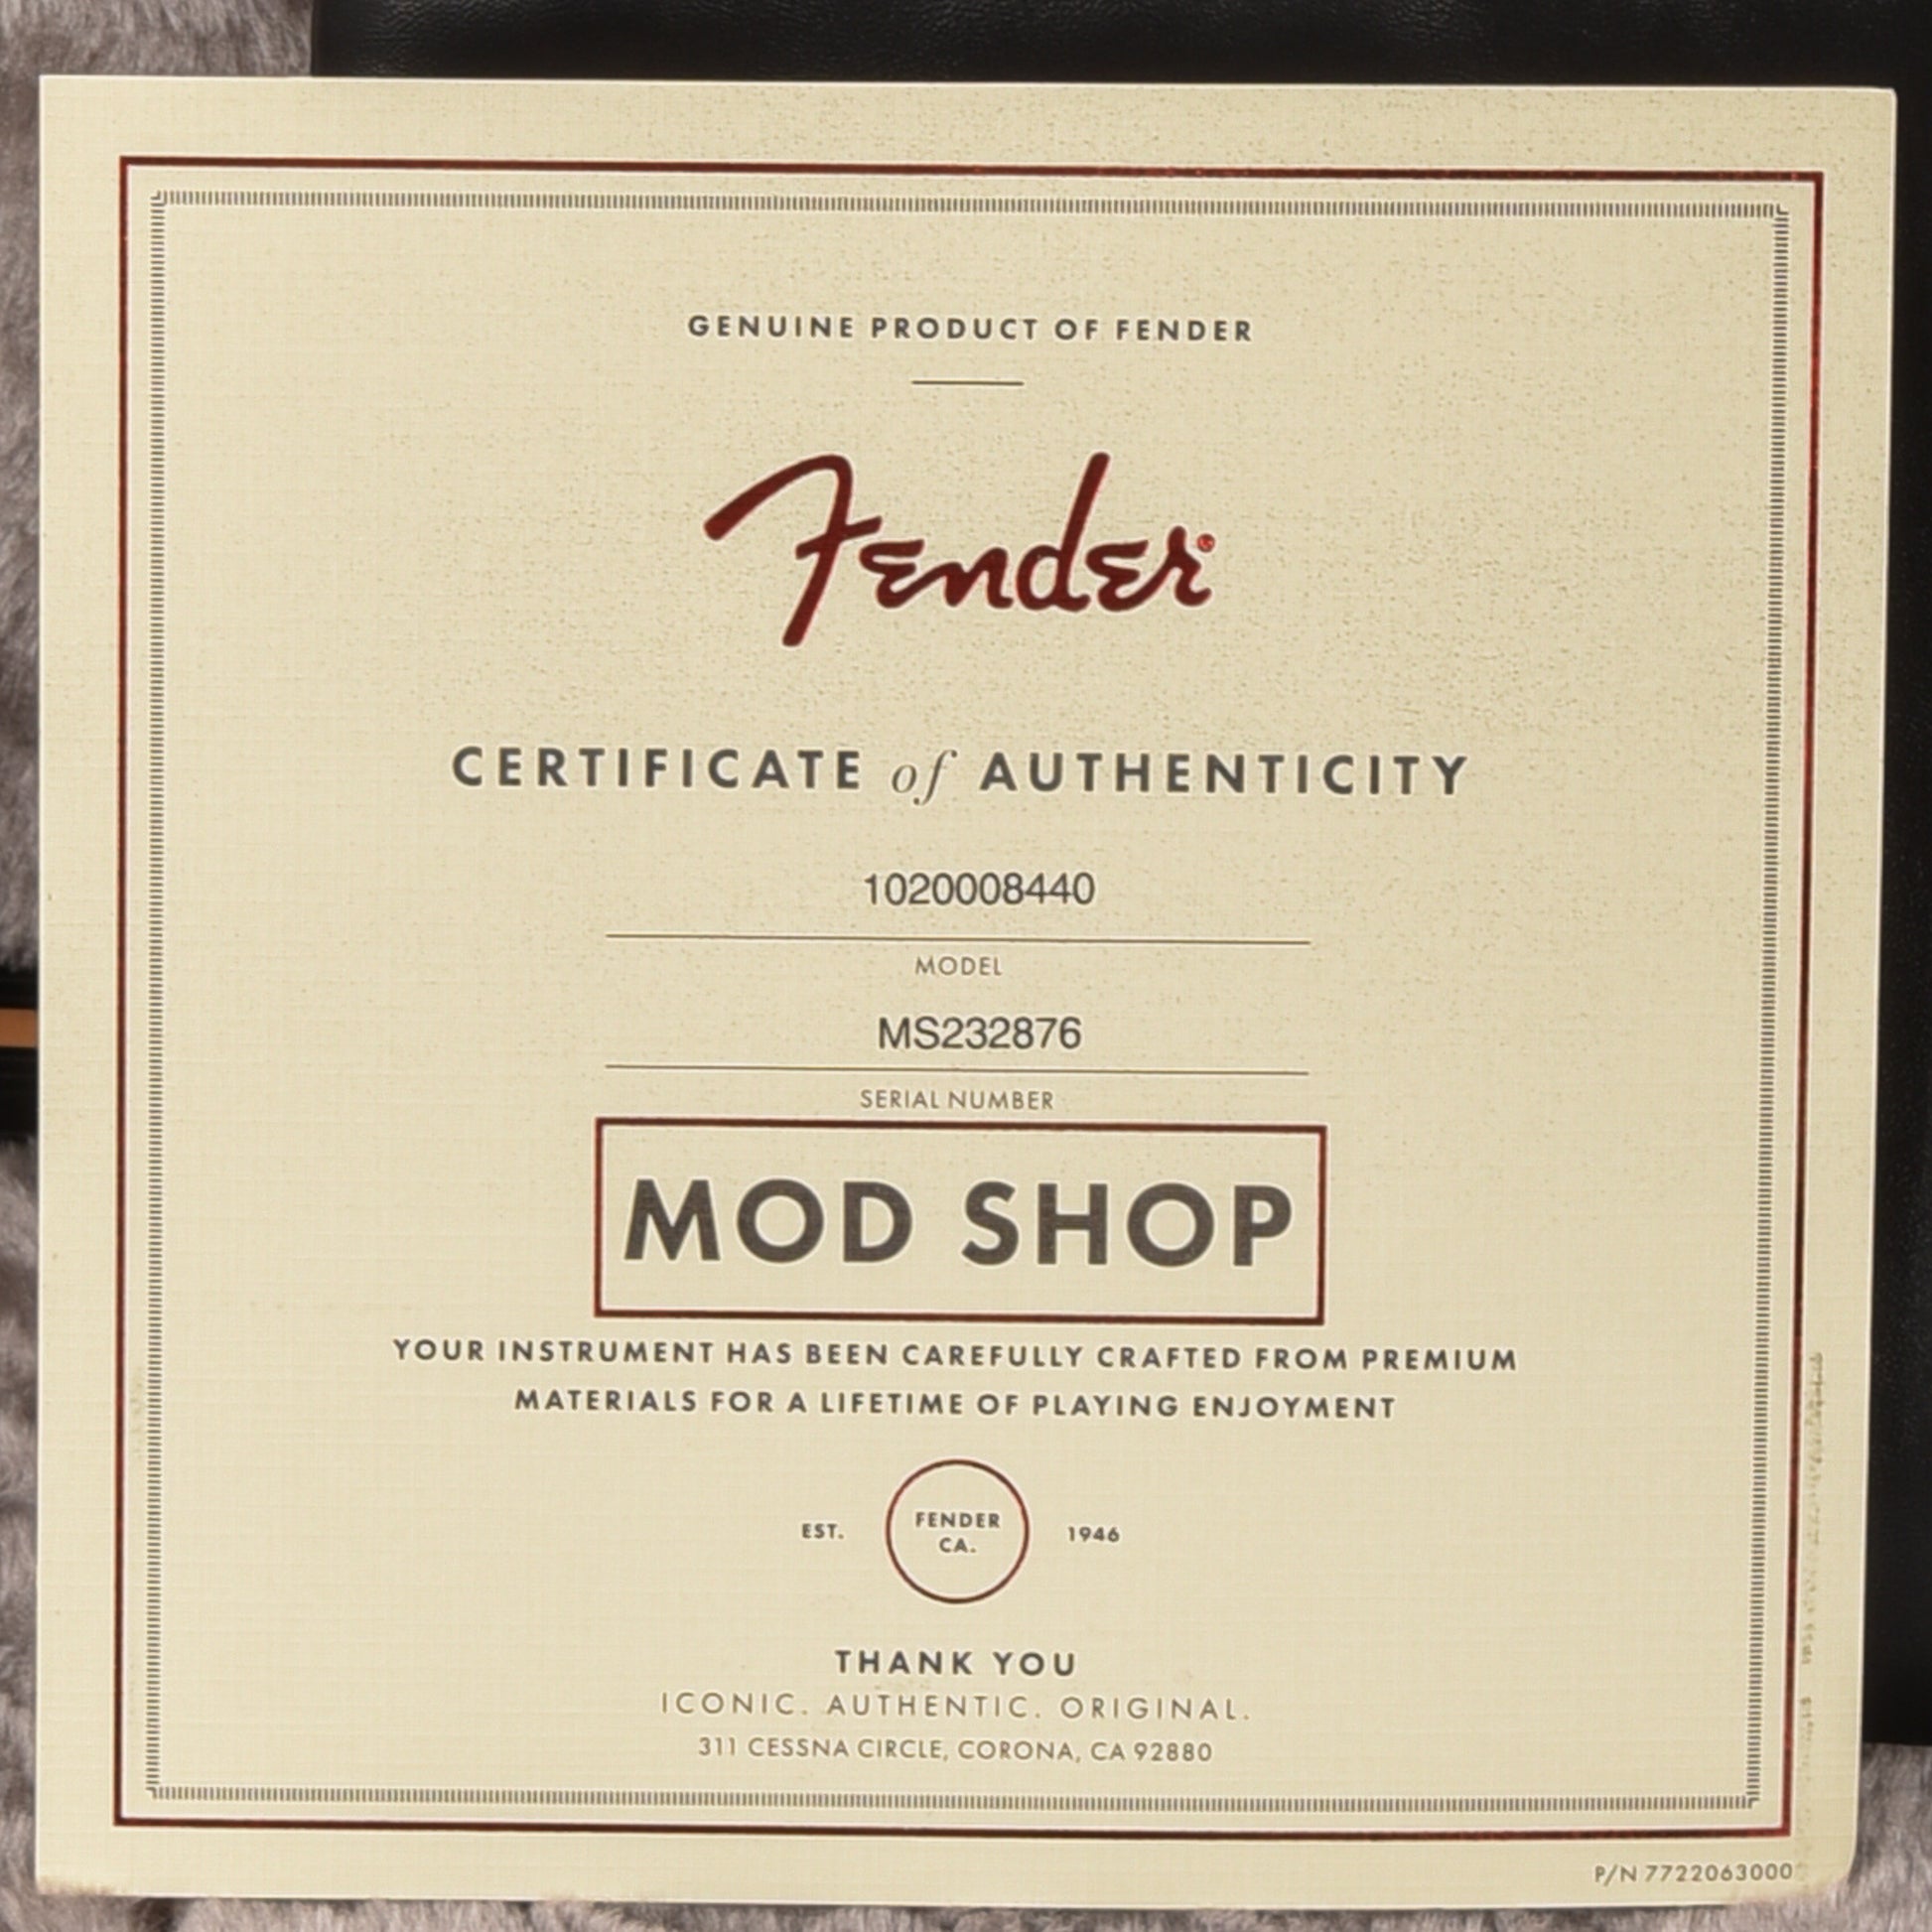 GENUINE PRODUCT OF FENDER
Fender®
CERTIFICATE of AUTHENTICITY
1020008440
MODEL
MS232876
SERIAL NUMBER
MOD SHOP
YOUR INSTRUMENT HAS BEEN CAREFULLY CRAFTED FROM PREMIUM
MATERIALS FOR A LIFETIME OF PLAYING ENJOYMENT
EST. FENDER CA. 1946
THANK YOU
ICONIC. AUTHENTIC. ORIGINAL.
311 CESSNA CIRCLE, CORONA, CA 92880
P/N 7722063000